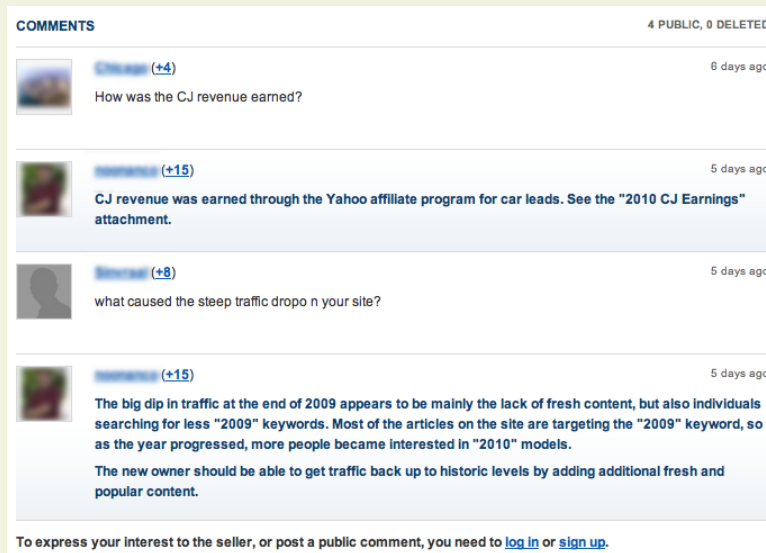 COMMENTS 4 PUBLIC, 0 DELETED
(+4) 6 days ago
How was the CJ revenue earned?
(+15) 5 days ago
CJ revenue was earned through the Yahoo affiliate program for car leads. See the "2010 CJ Earnings"
attachment.
(+8) 5 days ago
what caused the steep traffic dropo n your site?
(+15) 5 days ago
The big dip in traffic at the end of 2009 appears to be mainly the lack of fresh content, but also individuals
searching for less "2009" keywords. Most of the articles on the site are targeting the "2009" keyword, so
as the year progressed, more people became interested in "2010" models.
The new owner should be able to get traffic back up to historic levels by adding additional fresh and
popular content.
To express your interest to the seller, or post a public comment, you need to log in or sign up.